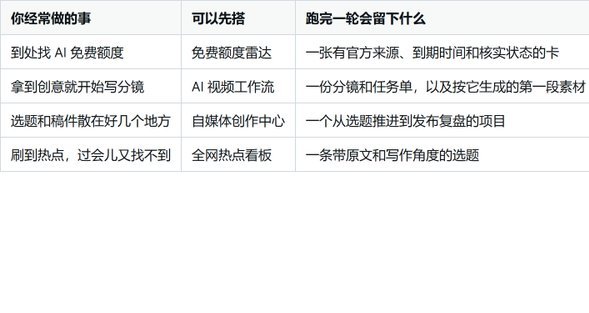 你经常做的事 可以先搭 跑完一轮会留下什么
到处找 AI 免费额度 免费额度雷达 一张有官方来源、到期时间和核实状态的卡
拿到创意就开始写分镜 AI 视频工作流 一份分镜和任务单，以及按它生成的第一段素材
选题和稿件散在好几个地方 自媒体创作中心 一个从选题推进到发布复盘的项目
刷到热点，过会儿又找不到 全网热点看板 一条带原文和写作角度的选题